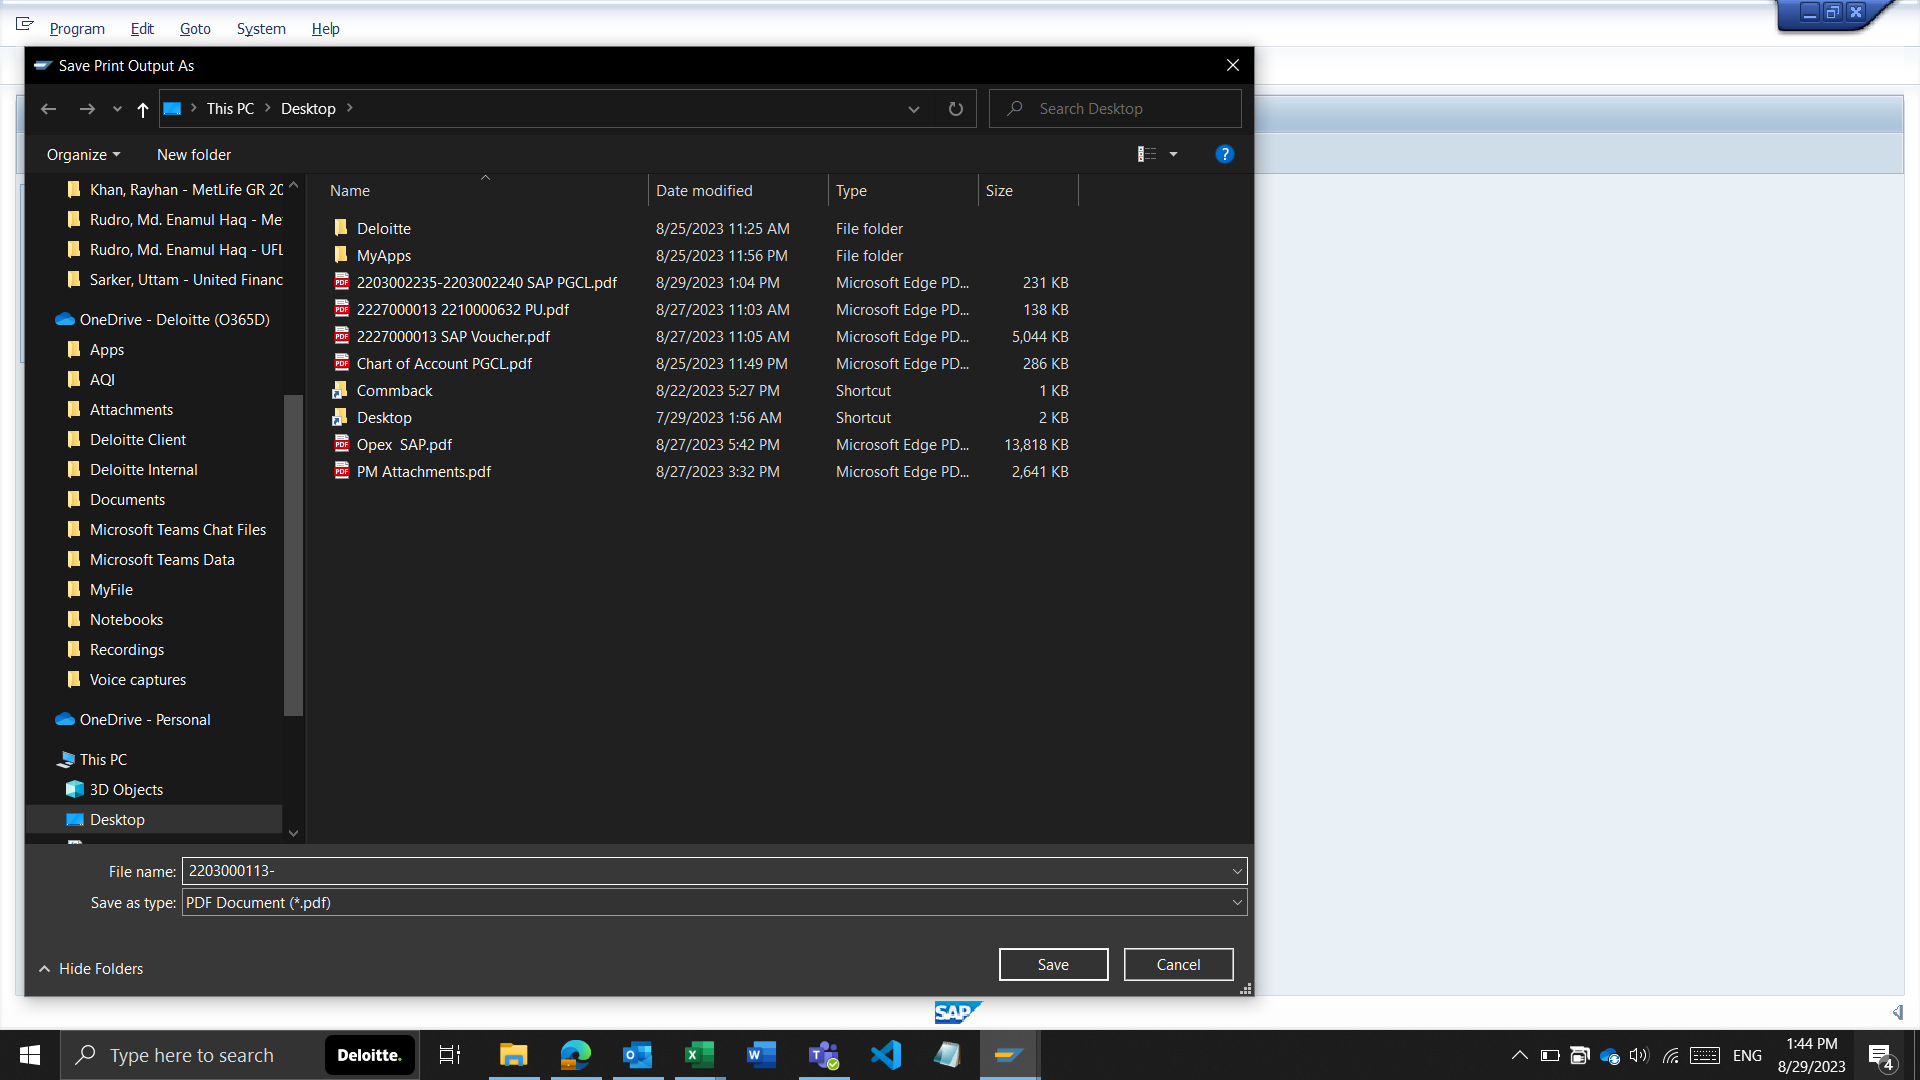 Program Edit Goto System Help
Save Print Output As
This PC Desktop
Search Desktop
Organize New folder
?
Name Date modified Type Size
Khan, Rayhan - MetLife GR 20
Rudro, Md. Enamul Haq - Me
Rudro, Md. Enamul Haq - UFL
Sarker, Uttam - United Financ
OneDrive - Deloitte (O365D)
Apps
AQI
Attachments
Deloitte Client
Deloitte Internal
Documents
Microsoft Teams Chat Files
Microsoft Teams Data
MyFile
Notebooks
Recordings
Voice captures
OneDrive - Personal
This PC
3D Objects
Desktop
Deloitte 8/25/2023 11:25 AM File folder
MyApps 8/25/2023 11:56 PM File folder
2203002235-2203002240 SAP PGCL.pdf 8/29/2023 1:04 PM Microsoft Edge PD... 231 KB
2227000013 2210000632 PU.pdf 8/27/2023 11:03 AM Microsoft Edge PD... 138 KB
2227000013 SAP Voucher.pdf 8/27/2023 11:05 AM Microsoft Edge PD... 5,044 KB
Chart of Account PGCL.pdf 8/25/2023 11:49 PM Microsoft Edge PD... 286 KB
Commback 8/22/2023 5:27 PM Shortcut 1 KB
Desktop 7/29/2023 1:56 AM Shortcut 2 KB
Opex  SAP.pdf 8/27/2023 5:42 PM Microsoft Edge PD... 13,818 KB
PM Attachments.pdf 8/27/2023 3:32 PM Microsoft Edge PD... 2,641 KB
File name: 2203000113-
Save as type: PDF Document (*.pdf)
Hide Folders
Save Cancel
SAP
Type here to search
Deloitte.
ENG
1:44 PM
8/29/2023
4